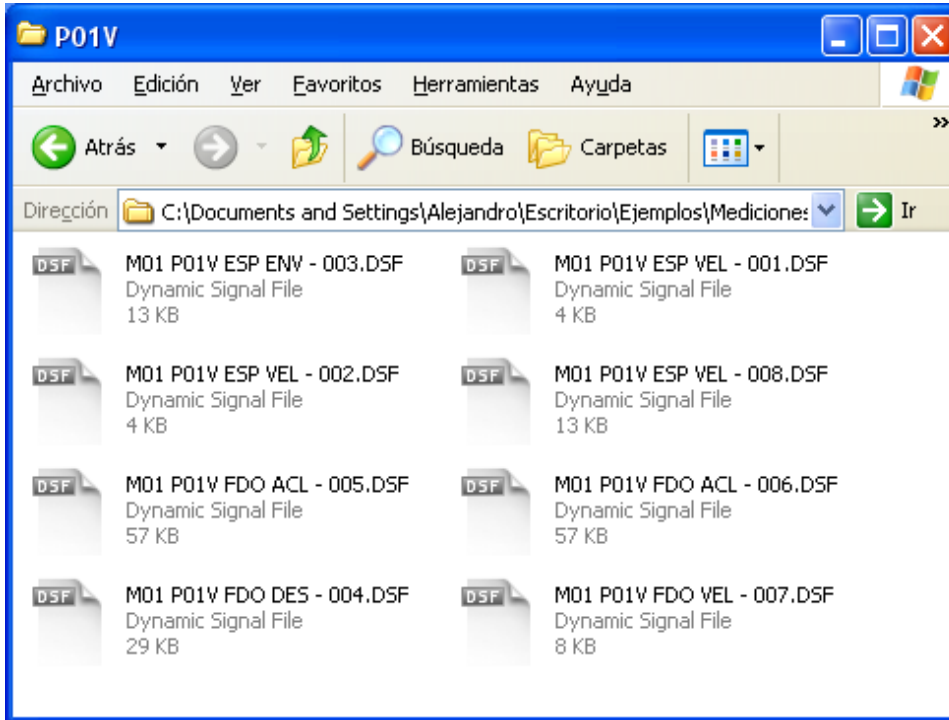 P01V
Archivo Edición Ver Favoritos Herramientas Ayuda
Atrás Búsqueda Carpetas »
Dirección C:\Documents and Settings\Alejandro\Escritorio\Ejemplos\Mediciones Ir
DSF M01 P01V ESP ENV - 003.DSF
Dynamic Signal File
13 KB
DSF M01 P01V ESP VEL - 001.DSF
Dynamic Signal File
4 KB
DSF M01 P01V ESP VEL - 002.DSF
Dynamic Signal File
4 KB
DSF M01 P01V ESP VEL - 008.DSF
Dynamic Signal File
13 KB
DSF M01 P01V FDO ACL - 005.DSF
Dynamic Signal File
57 KB
DSF M01 P01V FDO ACL - 006.DSF
Dynamic Signal File
57 KB
DSF M01 P01V FDO DES - 004.DSF
Dynamic Signal File
29 KB
DSF M01 P01V FDO VEL - 007.DSF
Dynamic Signal File
8 KB